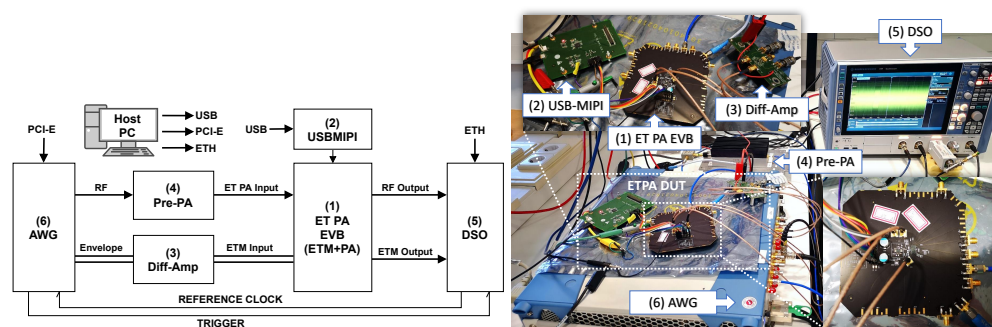 Host
PC
USB
PCI-E
ETH
PCI-E
USB
(2)
USBMIPI
ETH
(6)
AWG
RF
(4)
Pre-PA
ET PA Input
(1)
ET PA
EVB
(ETM+PA)
RF Output
(5)
DSO
Envelope
(3)
Diff-Amp
ETM Input
ETM Output
REFERENCE CLOCK
TRIGGER
(5) DSO
(2) USB-MIPI
(3) Diff-Amp
(1) ET PA EVB
(4) Pre-PA
ETPA DUT
(6) AWG